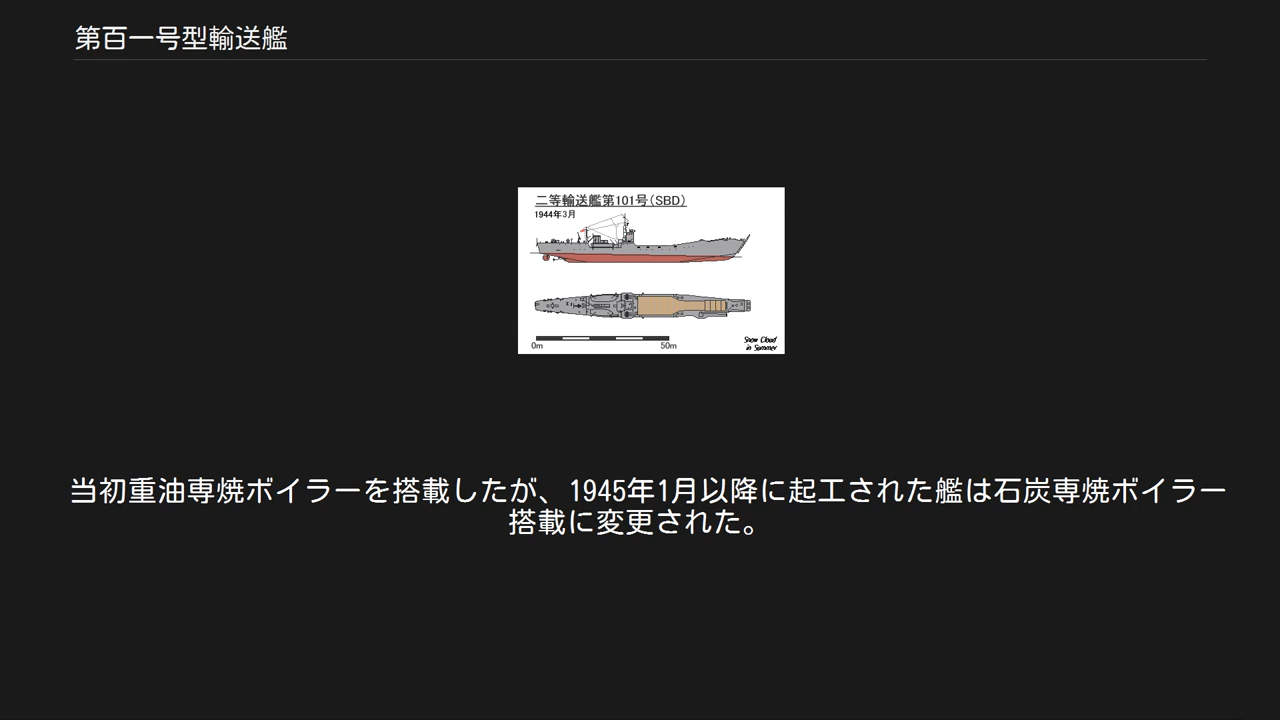 第百一号型輸送艦
二等輸送艦第101号(SBD)
1944年3月
0m
50m
Snow Cloud
in Summer
当初重油専焼ボイラーを搭載したが、1945年1月以降に起工された艦は石炭専焼ボイラー
搭載に変更された。